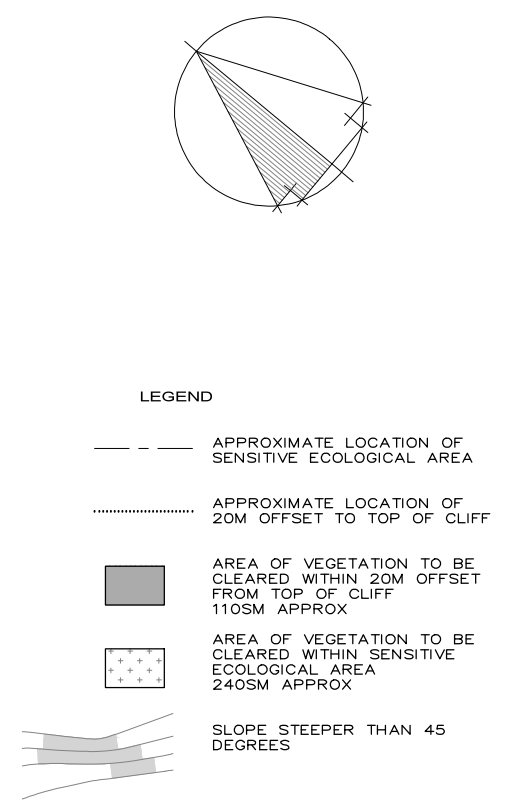 LEGEND
APPROXIMATE LOCATION OF
SENSITIVE ECOLOGICAL AREA
APPROXIMATE LOCATION OF
20M OFFSET TO TOP OF CLIFF
AREA OF VEGETATION TO BE
CLEARED WITHIN 20M OFFSET
FROM TOP OF CLIFF
110SM APPROX
AREA OF VEGETATION TO BE
CLEARED WITHIN SENSITIVE
ECOLOGICAL AREA
240SM APPROX
SLOPE STEEPER THAN 45
DEGREES